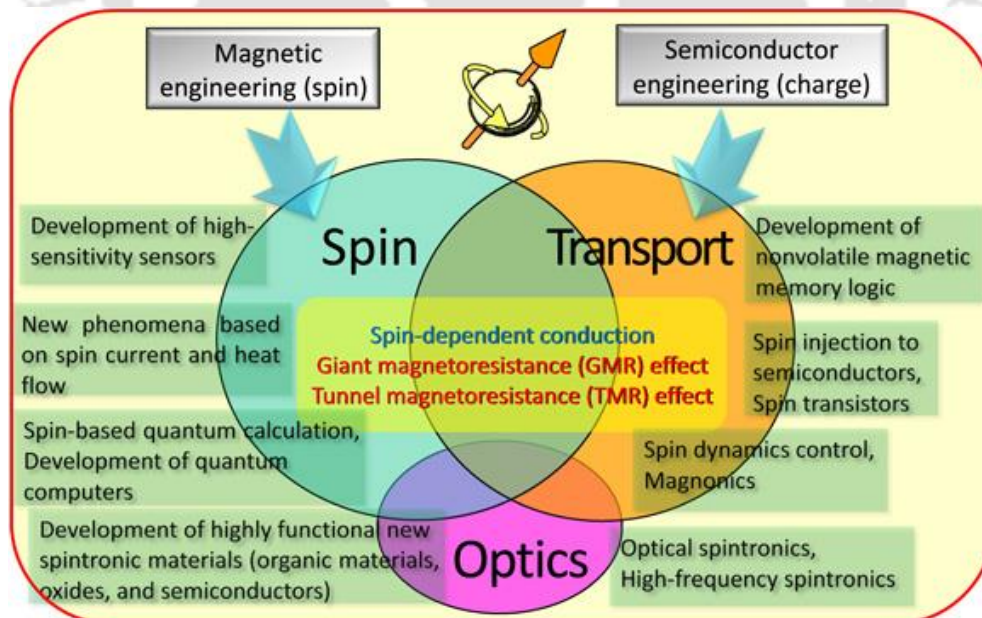 Magnetic
engineering (spin)
Semiconductor
engineering (charge)
Spin
Transport
Development of high-
sensitivity sensors
New phenomena based
on spin current and heat
flow
Spin-based quantum calculation,
Development of quantum
computers
Development of highly functional new
spintronic materials (organic materials,
oxides, and semiconductors)
Spin-dependent conduction
Giant magnetoresistance (GMR) effect
Tunnel magnetoresistance (TMR) effect
Development of
nonvolatile magnetic
memory logic
Spin injection to
semiconductors,
Spin transistors
Spin dynamics control,
Magnonics
Optics
Optical spintronics,
High-frequency spintronics